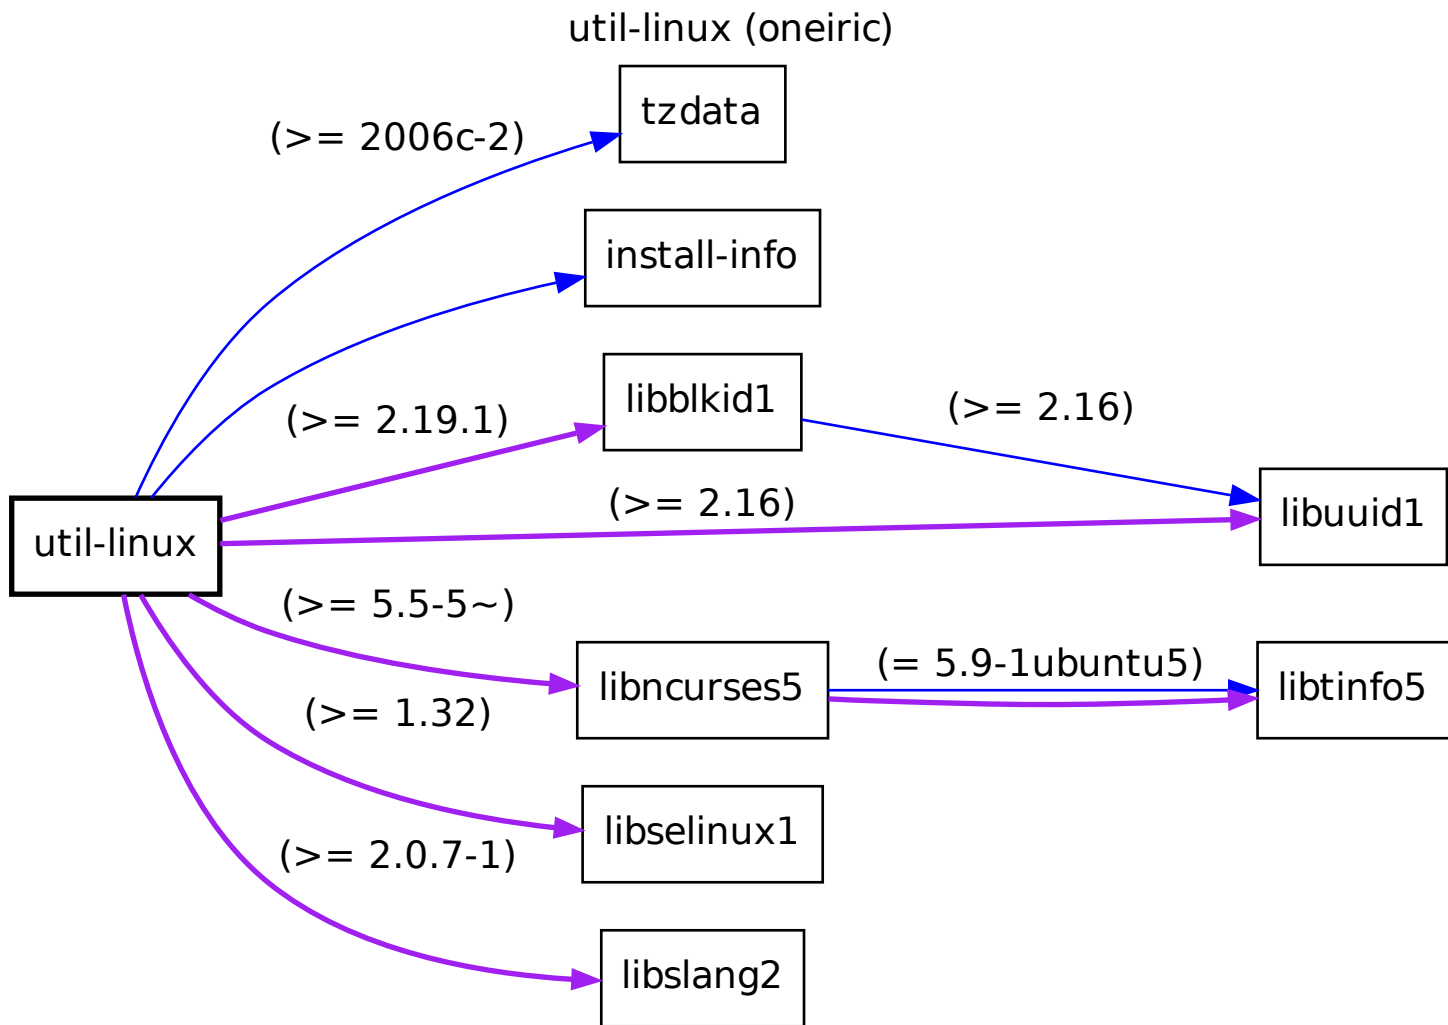 util-linux (oneiric)
tzdata
(>= 2006c-2)
install-info
libblkid1
(>= 2.19.1)
(>= 2.16)
(>= 2.16)
libuuid1
util-linux
(>= 5.5-5~)
libncurses5
(= 5.9-1ubuntu5)
libtinfo5
(>= 1.32)
libselinux1
(>= 2.0.7-1)
libslang2